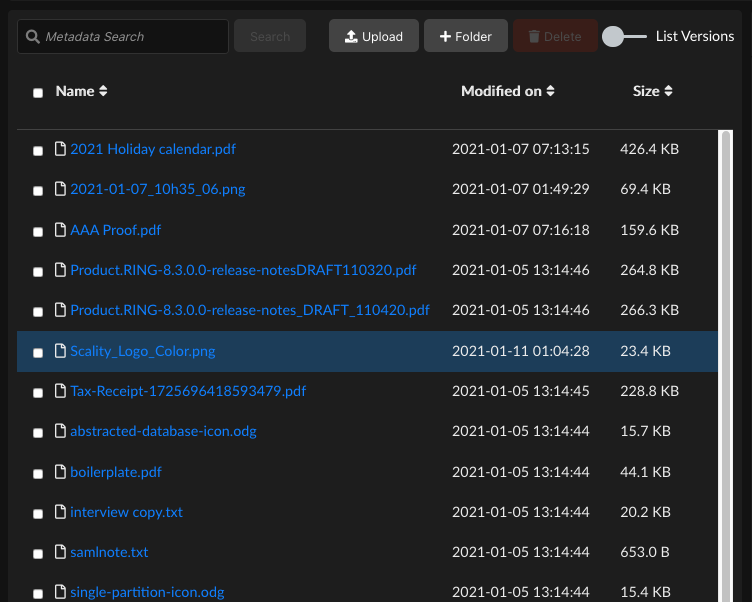 Metadata Search Search Upload + Folder Delete List Versions
Name Modified on Size
2021 Holiday calendar.pdf 2021-01-07 07:13:15 426.4 KB
2021-01-07_10h35_06.png 2021-01-07 01:49:29 69.4 KB
AAA Proof.pdf 2021-01-07 07:16:18 159.6 KB
Product.RING-8.3.0.0-release-notesDRAFT110320.pdf 2021-01-05 13:14:46 264.8 KB
Product.RING-8.3.0.0-release-notes_DRAFT_110420.pdf 2021-01-05 13:14:46 266.3 KB
Scality_Logo_Color.png 2021-01-11 01:04:28 23.4 KB
Tax-Receipt-1725696418593479.pdf 2021-01-05 13:14:45 228.8 KB
abstracted-database-icon.odg 2021-01-05 13:14:44 15.7 KB
boilerplate.pdf 2021-01-05 13:14:44 44.1 KB
interview copy.txt 2021-01-05 13:14:44 20.2 KB
samlnote.txt 2021-01-05 13:14:44 653.0 B
single-partition-icon.odg 2021-01-05 13:14:44 15.4 KB